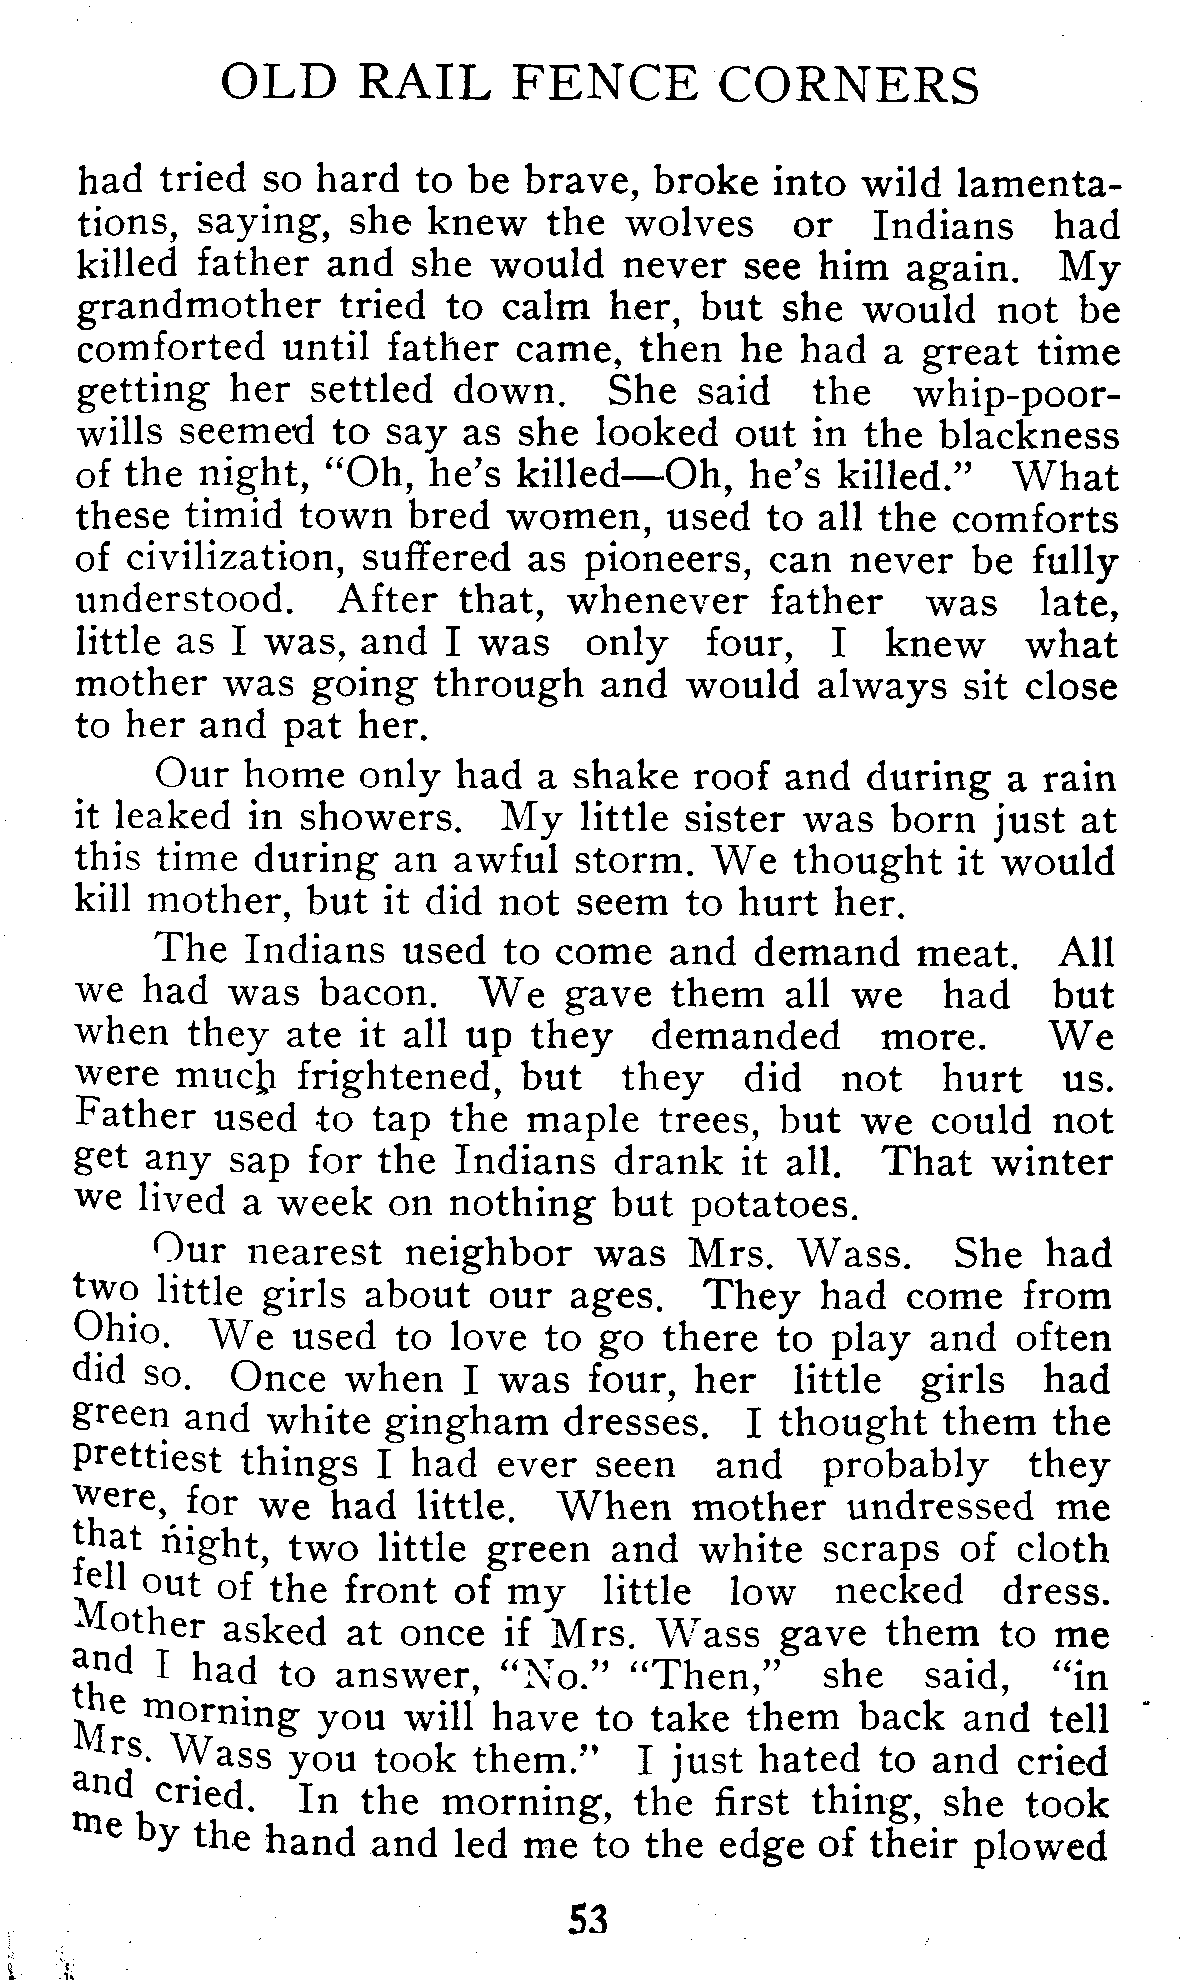 OLD RAIL FENCE CORNERS
had tried so hard to be brave, broke into wild lamenta-
tions, saying, she knew the wolves or Indians had
killed father and she would never see him again. My
grandmother tried to calm her, but she would not be
comforted until father came, then he had a great time
getting her settled down. She said the whip-poor-
wills seemed to say as she looked out in the blackness
of the night, “Oh, he’s killed—Oh, he’s killed.” What
these timid town bred women, used to all the comforts
of civilization, suffered as pioneers, can never be fully
understood. After that, whenever father was late,
little as I was, and I was only four, I knew what
mother was going through and would always sit close
to her and pat her.
Our home only had a shake roof and during a rain
it leaked in showers. My little sister was born just at
this time during an awful storm. We thought it would
kill mother, but it did not seem to hurt her.
The Indians used to come and demand meat. All
we had was bacon. We gave them all we had but
when they ate it all up they demanded more. We
were much frightened, but they did not hurt us.
Father used to tap the maple trees, but we could not
get any sap for the Indians drank it all. That winter
we lived a week on nothing but potatoes.
Our nearest neighbor was Mrs. Wass. She had
two little girls about our ages. They had come from
Ohio. We used to love to go there to play and often
did so. Once when I was four, her little girls had
green and white gingham dresses. I thought them the
prettiest things I had ever seen and probably they
were, for we had little. When mother undressed me
that night, two little green and white scraps of cloth
fell out of the front of my little low necked dress.
Mother asked at once if Mrs. Wass gave them to me
and I had to answer, “No.” “Then,” she said, “in
the morning you will have to take them back and tell
Mrs. Wass you took them.” I just hated to and cried
and cried. In the morning, the first thing, she took
me by the hand and led me to the edge of their plowed
53